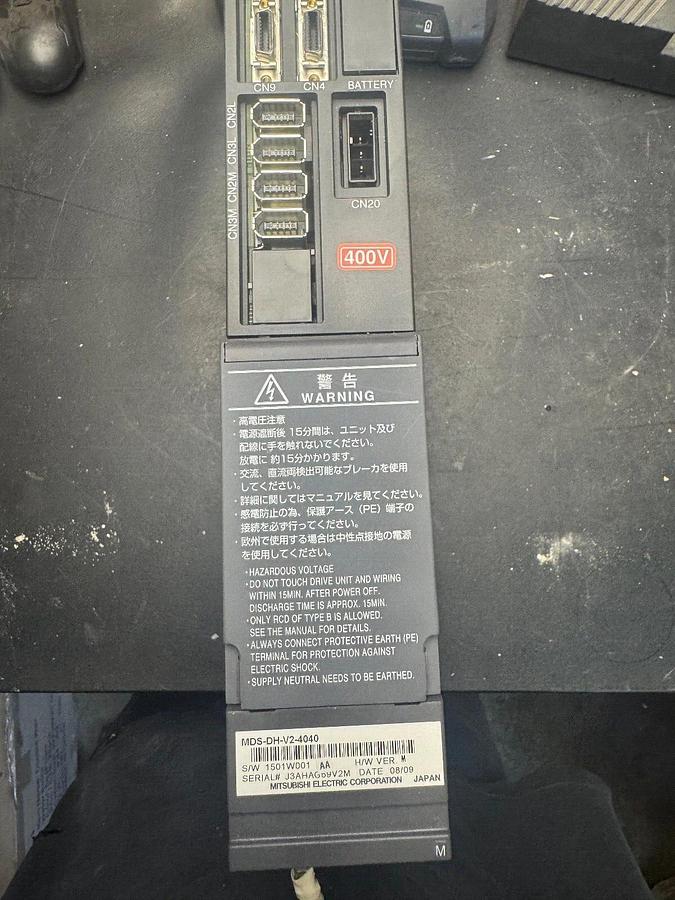 CN9 CN4 BATTERY
CN3M CN2M CN3L CN2L
CN20
400V
警告
WARNING
・高電圧注意
・電源遮断後 15分間は、ユニット及び
配線に手を触れないでください。
放電に 約15分かかります。
・交流、直流両検出可能なブレーカを使用
してください。
・詳細に関してはマニュアルを見てください。
・感電防止の為、保護アース（PE）端子の
接続を必ず行ってください。
・欧州で使用する場合は中性点接地の電源
を使用してください。
・HAZARDOUS VOLTAGE
・DO NOT TOUCH DRIVE UNIT AND WIRING
WITHIN 15MIN. AFTER POWER OFF.
DISCHARGE TIME IS APPROX. 15MIN.
・ONLY RCD OF TYPE B IS ALLOWED.
SEE THE MANUAL FOR DETAILS.
・ALWAYS CONNECT PROTECTIVE EARTH (PE)
TERMINAL FOR PROTECTION AGAINST
ELECTRIC SHOCK.
・SUPPLY NEUTRAL NEEDS TO BE EARTHED.
MDS-DH-V2-4040
S/W 1501W001 AA H/W VER. M
SERIAL# DATE 08/09
MITSUBISHI ELECTRIC CORPORATION JAPAN
M